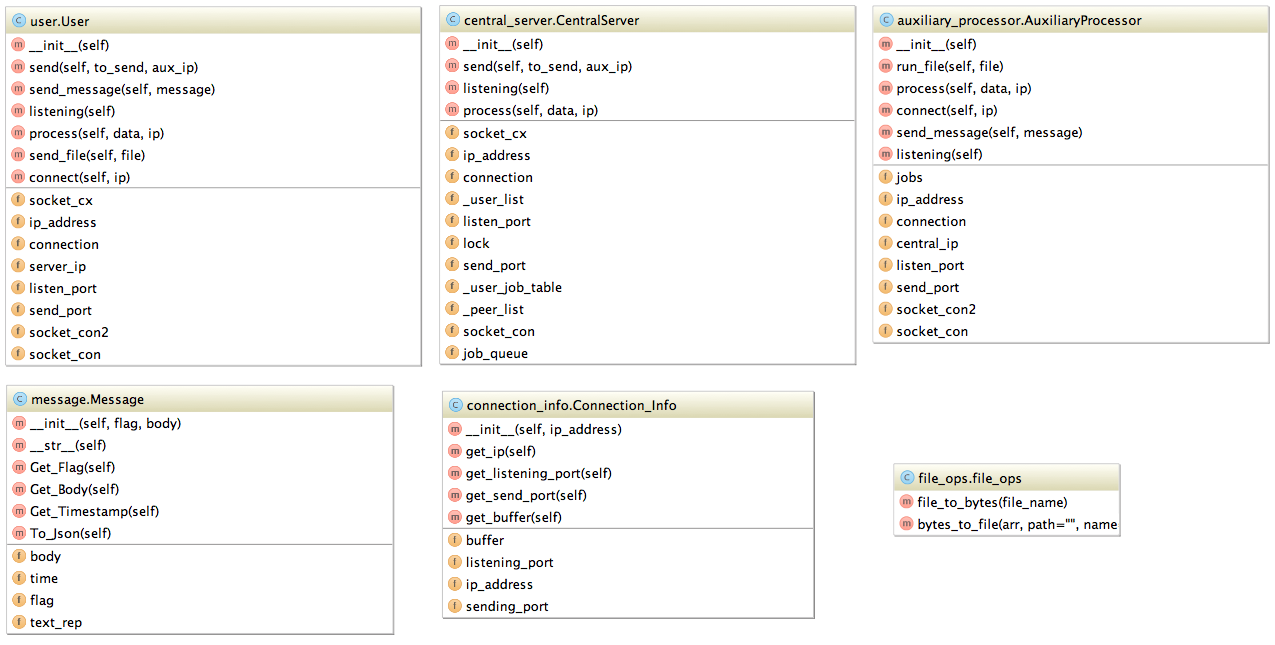 user.User
__init__(self)
send(self, to_send, aux_ip)
send_message(self, message)
listening(self)
process(self, data, ip)
send_file(self, file)
connect(self, ip)
socket_cx
ip_address
connection
server_ip
listen_port
send_port
socket_con2
socket_con
central_server.CentralServer
__init__(self)
send(self, to_send, aux_ip)
listening(self)
process(self, data, ip)
socket_cx
ip_address
connection
_user_list
listen_port
lock
send_port
_user_job_table
_peer_list
socket_con
job_queue
auxiliary_processor.AuxiliaryProcessor
__init__(self)
run_file(self, file)
process(self, data, ip)
connect(self, ip)
send_message(self, message)
listening(self)
jobs
ip_address
connection
central_ip
listen_port
send_port
socket_con2
socket_con
message.Message
__init__(self, flag, body)
__str__(self)
Get_Flag(self)
Get_Body(self)
Get_Timestamp(self)
To_Json(self)
body
time
flag
text_rep
connection_info.Connection_Info
__init__(self, ip_address)
get_ip(self)
get_listening_port(self)
get_send_port(self)
get_buffer(self)
buffer
listening_port
ip_address
sending_port
file_ops.file_ops
file_to_bytes(file_name)
bytes_to_file(arr, path="", name